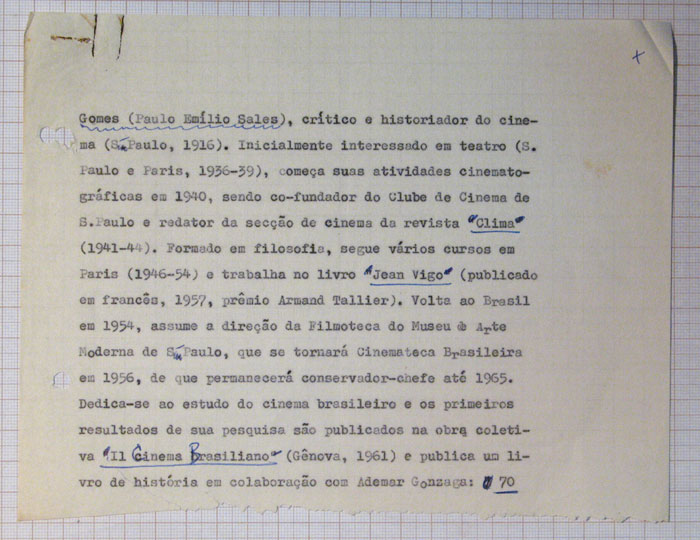 Gomes (Paulo Emílio Sales), crítico e historiador do cine-
ma (S. Paulo, 1916). Inicialmente interessado em teatro (S.
Paulo e Paris, 1936-39), começa suas atividades cinemato-
gráficas em 1940, sendo co-fundador do Clube de Cinema de
S.Paulo e redator da secção de cinema da revista "Clima"
(1941-44). Formado em filosofia, segue vários cursos em
Paris (1946-54) e trabalha no livro "Jean Vigo" (publicado
em francês, 1957, prêmio Armand Tallier). Volta ao Brasil
em 1954, assume a direção da Filmoteca do Museu de Arte
Moderna de S. Paulo, que se tornará Cinemateca Brasileira
em 1956, de que permanecerá conservador-chefe até 1965.
Dedica-se ao estudo do cinema brasileiro e os primeiros
resultados de sua pesquisa são publicados na obra coleti-
va "Il Cinema Brasiliano" (Gênova, 1961) e publica um li-
vro de história em colaboração com Ademar Gonzaga: "70